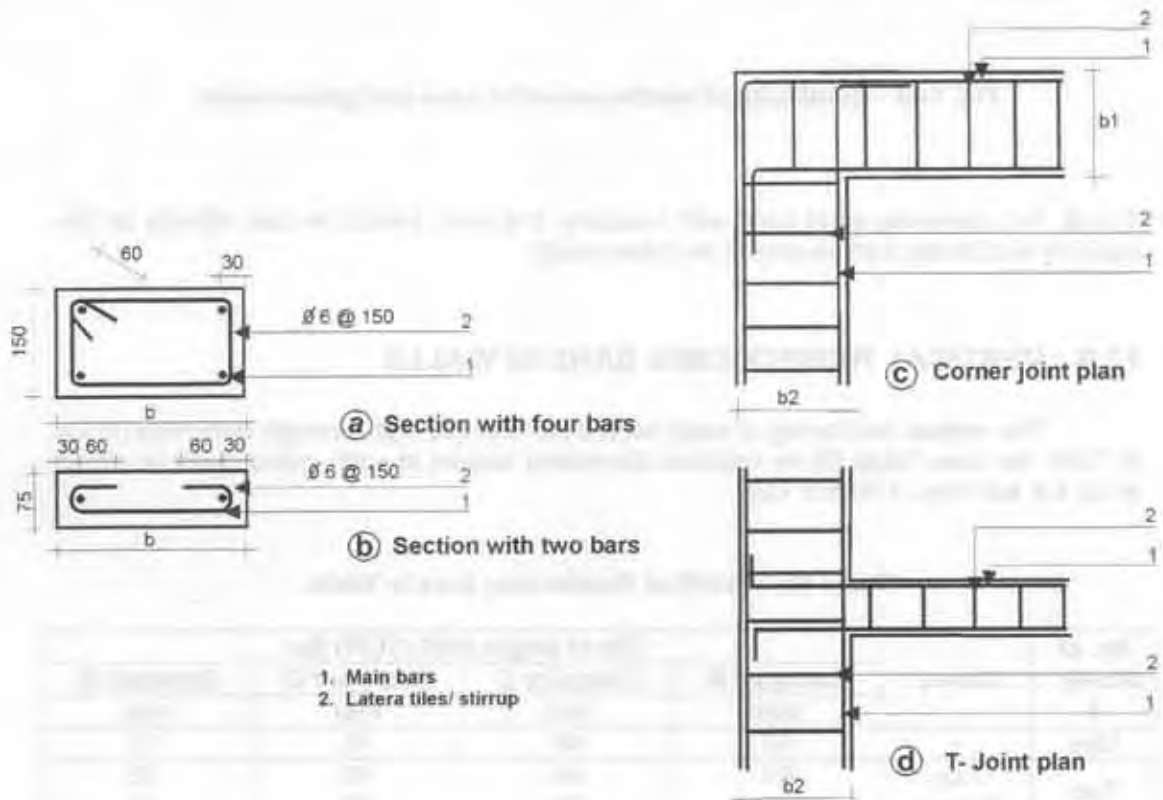 2
1
b1
2
1
60
30
150
Ø 6 @ 150
2
1
b
ⓐ Section with four bars
ⓒ Corner joint plan
b2
30 60
60 30
Ø 6 @ 150
2
1
75
b
ⓑ Section with two bars
2
1
1. Main bars
2. Latera tiles/ stirrup
2
1
ⓓ T- Joint plan
b2